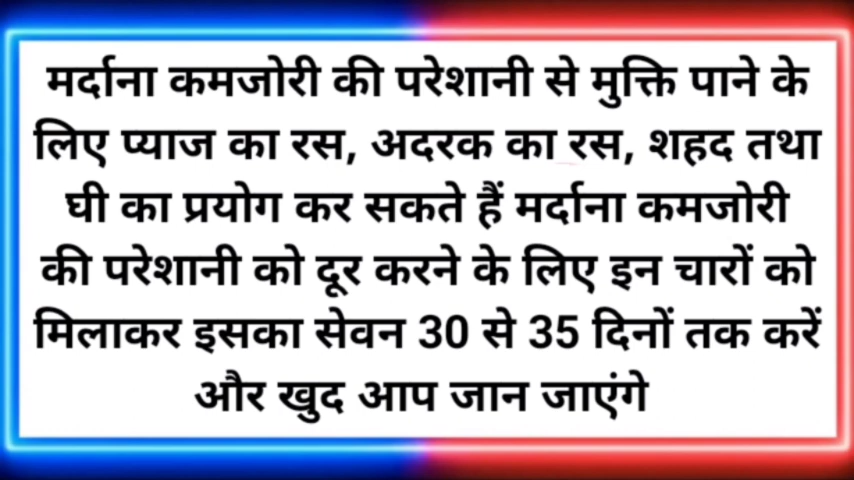 मर्दाना कमजोरी की परेशानी से मुक्ति पाने के
लिए प्याज का रस, अदरक का रस, शहद तथा
घी का प्रयोग कर सकते हैं मर्दाना कमजोरी
की परेशानी को दूर करने के लिए इन चारों को
मिलाकर इसका सेवन 30 से 35 दिनों तक करें
और खुद आप जान जाएंगे